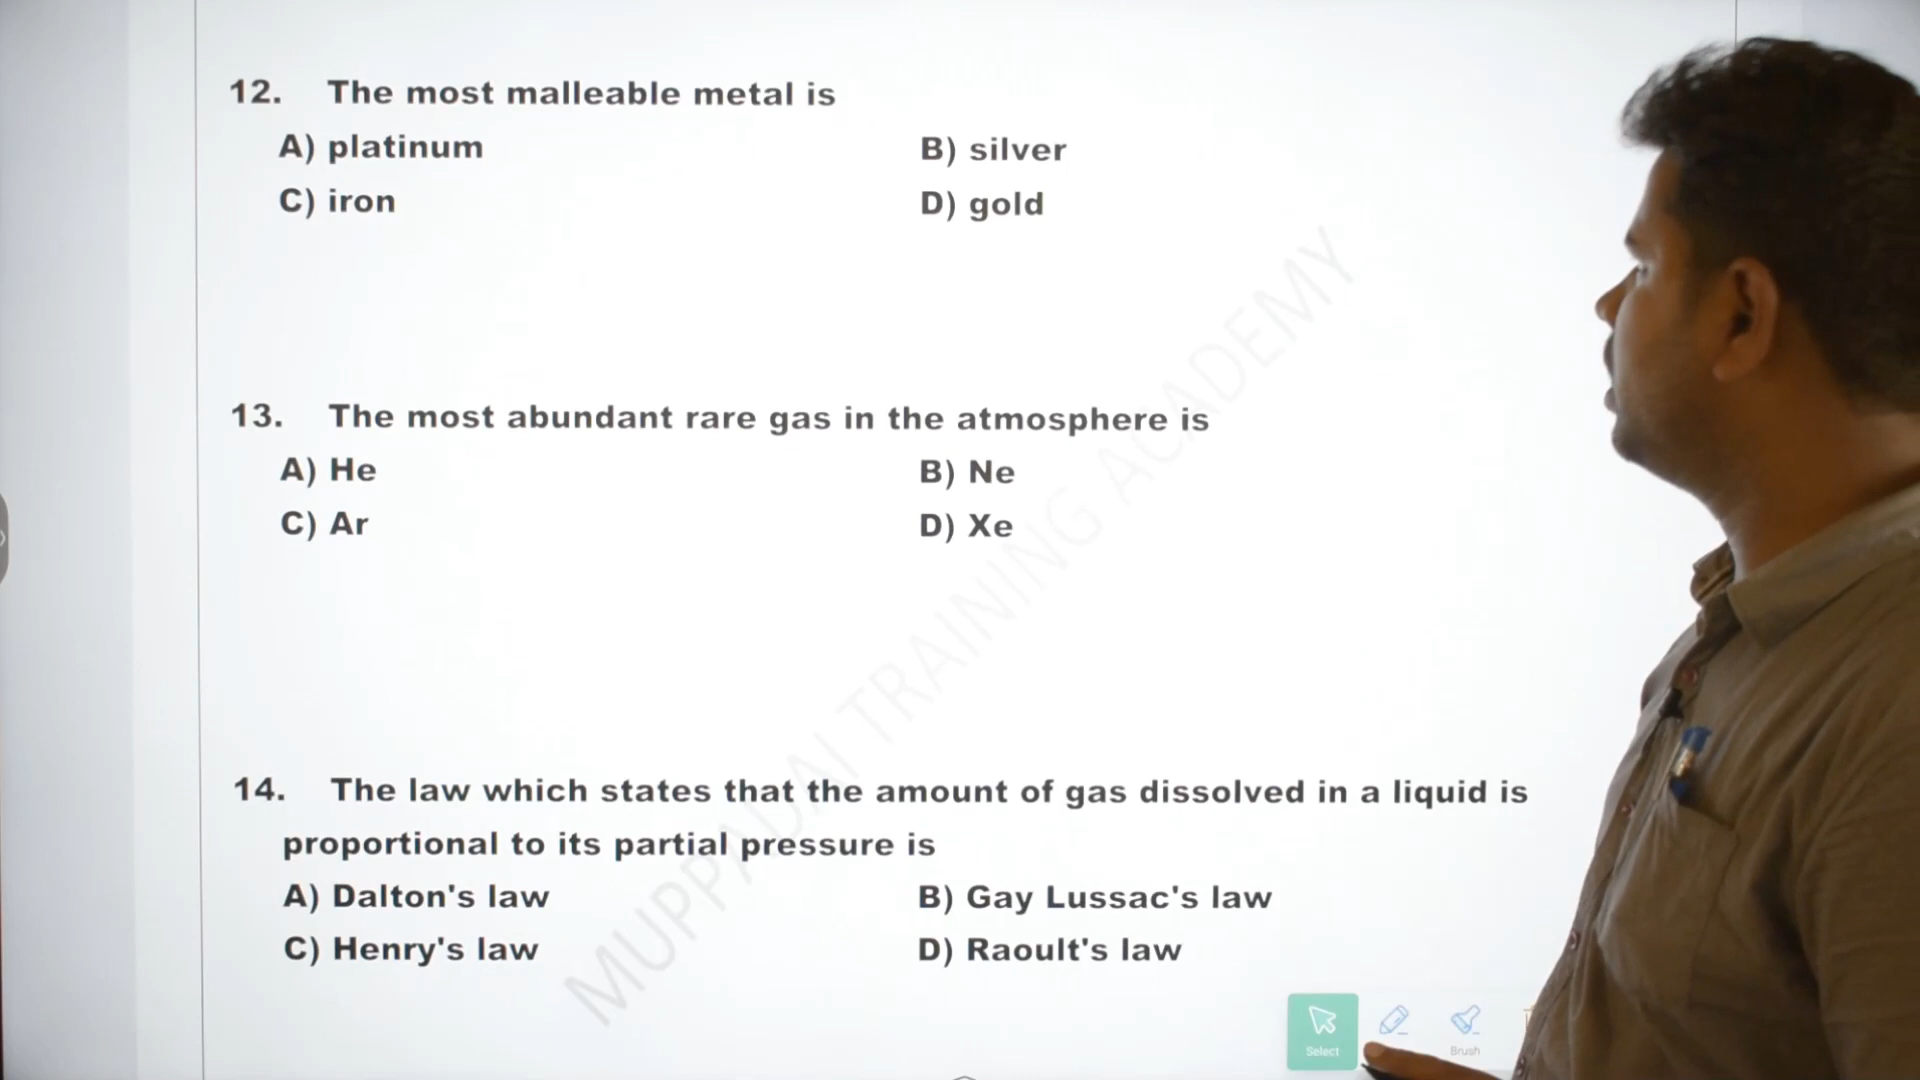 12. The most malleable metal is
A) platinum B) silver
C) iron D) gold
13. The most abundant rare gas in the atmosphere is
A) He B) Ne
C) Ar D) Xe
14. The law which states that the amount of gas dissolved in a liquid is
proportional to its partial pressure is
A) Dalton's law B) Gay Lussac's law
C) Henry's law D) Raoult's law
MUPPADAI TRAINING ACADEMY
Select Brush